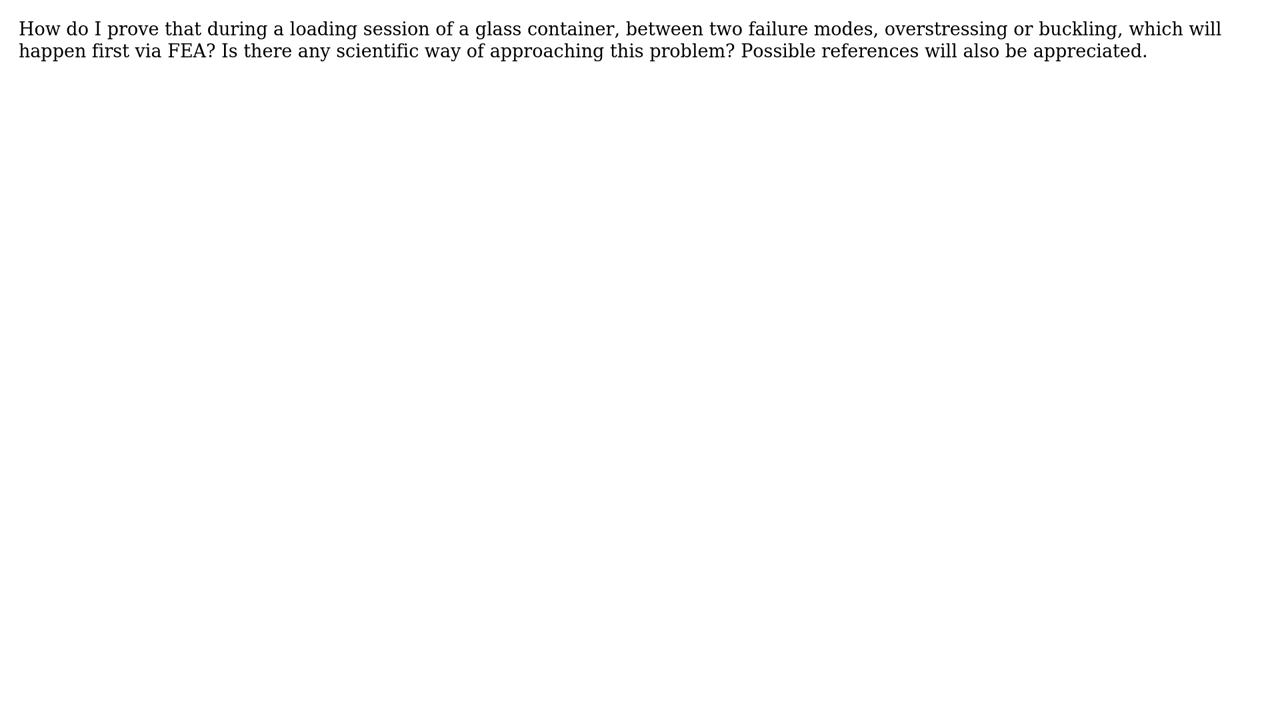 How do I prove that during a loading session of a glass container, between two failure modes, overstressing or buckling, which will
happen first via FEA? Is there any scientific way of approaching this problem? Possible references will also be appreciated.